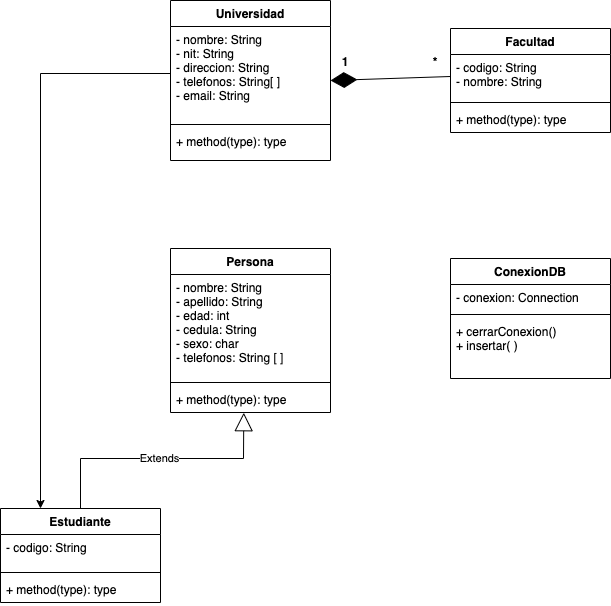 Universidad
- nombre: String
- nit: String
- direccion: String
- telefonos: String[ ]
- email: String
+ method(type): type
1
*
Facultad
- codigo: String
- nombre: String
+ method(type): type
Persona
- nombre: String
- apellido: String
- edad: int
- cedula: String
- sexo: char
- telefonos: String [ ]
+ method(type): type
ConexionDB
- conexion: Connection
+ cerrarConexion()
+ insertar( )
Extends
Estudiante
- codigo: String
+ method(type): type